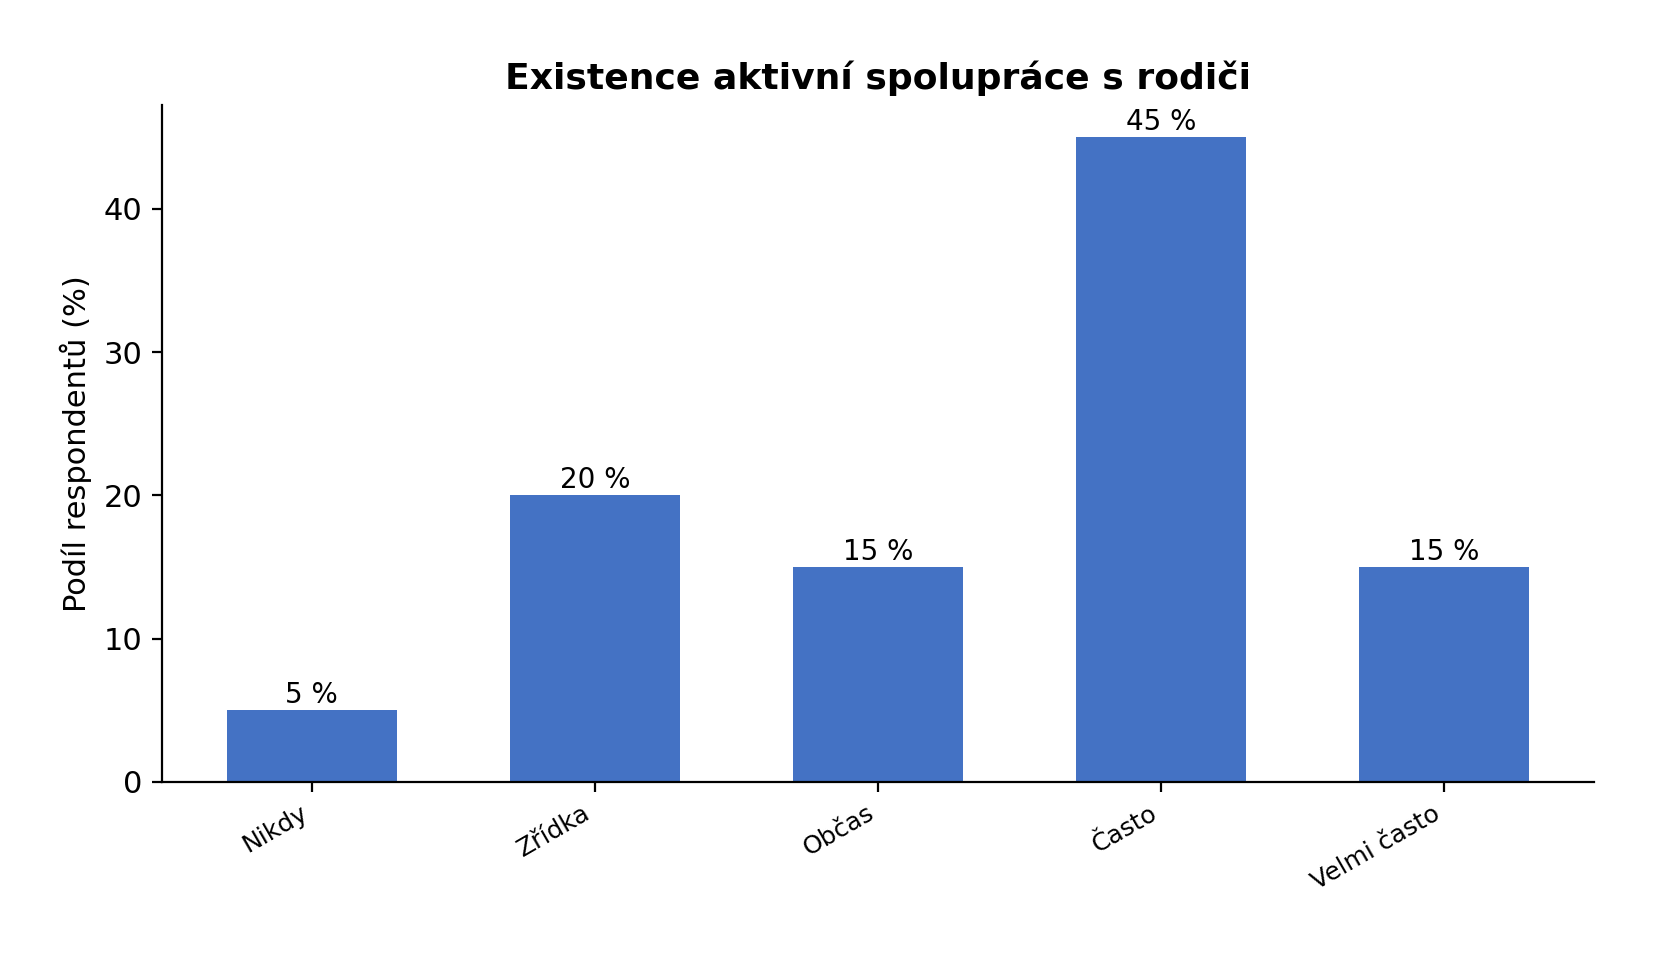 Existence aktivní spolupráce s rodiči
Podíl respondentů (%)
40
30
20
10
0
5 %
20 %
15 %
45 %
15 %
Nikdy
Zřídka
Občas
Často
Velmi často